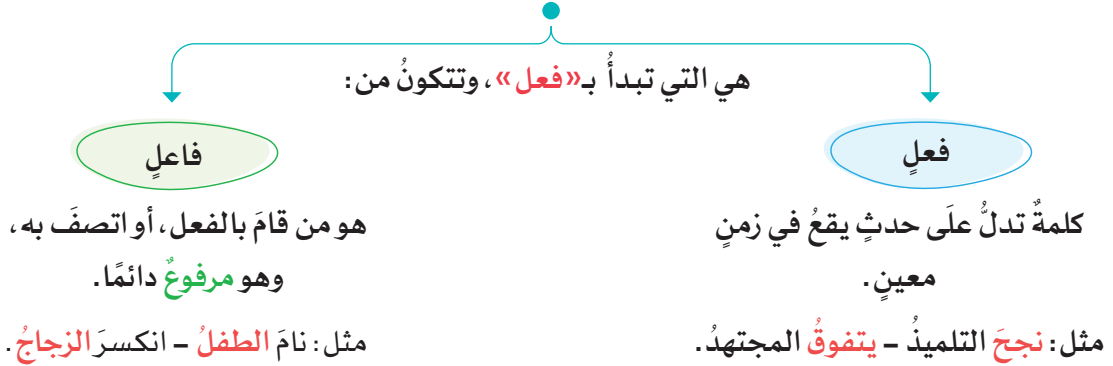 هي التي تبدأُ بـ«فعل»، وتتكونُ من:
فعلٍ
كلمةٌ تدلُّ علَى حدثٍ يقعُ في زمنٍ
معينٍ.
مثل: نجحَ التلميذُ – يتفوقُ المجتهدُ.
فاعلٍ
هو من قامَ بالفعل، أو اتصفَ به،
وهو مرفوعٌ دائمًا.
مثل: نامَ الطفلُ – انكسرَ الزجاجُ.